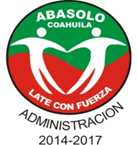 ABASOLO
COAHUILA
LATE CON FUERZA
ADMINISTRACION
2014-2017